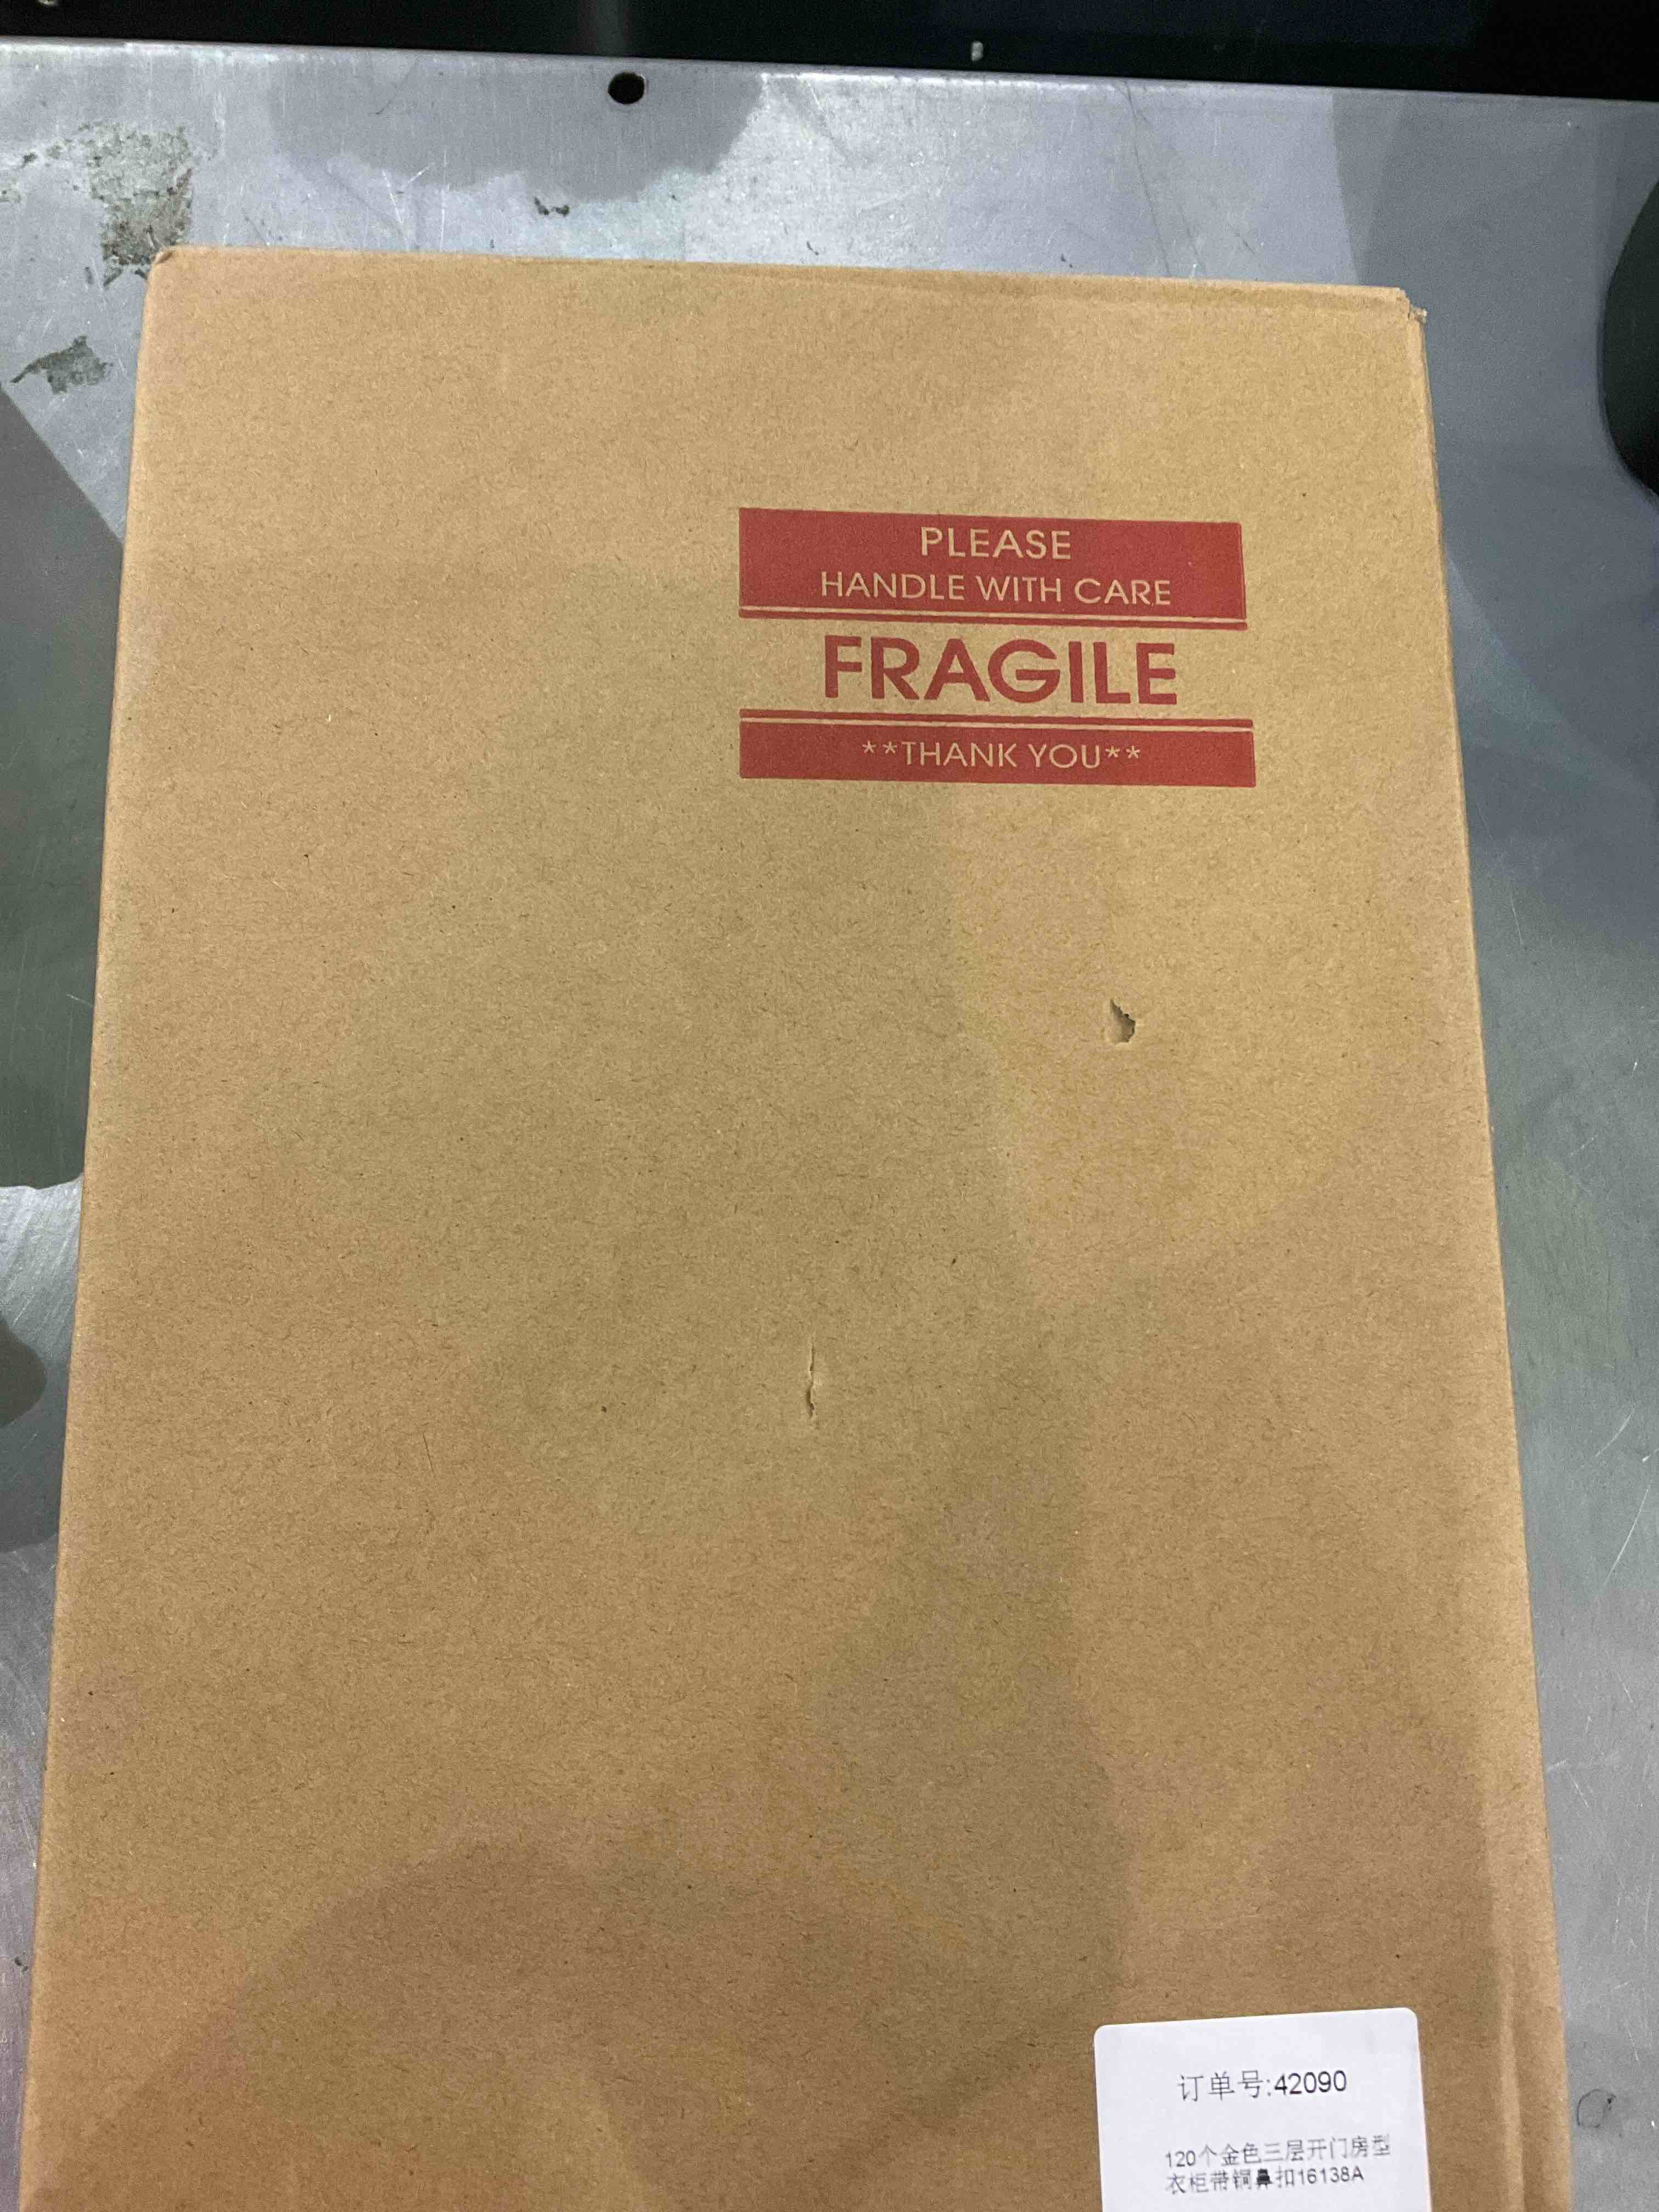 PLEASE
HANDLE WITH CARE
FRAGILE
**THANK YOU**
订单号:42090
120个金色三层开门房型
衣柜带铜鼻扣16138A